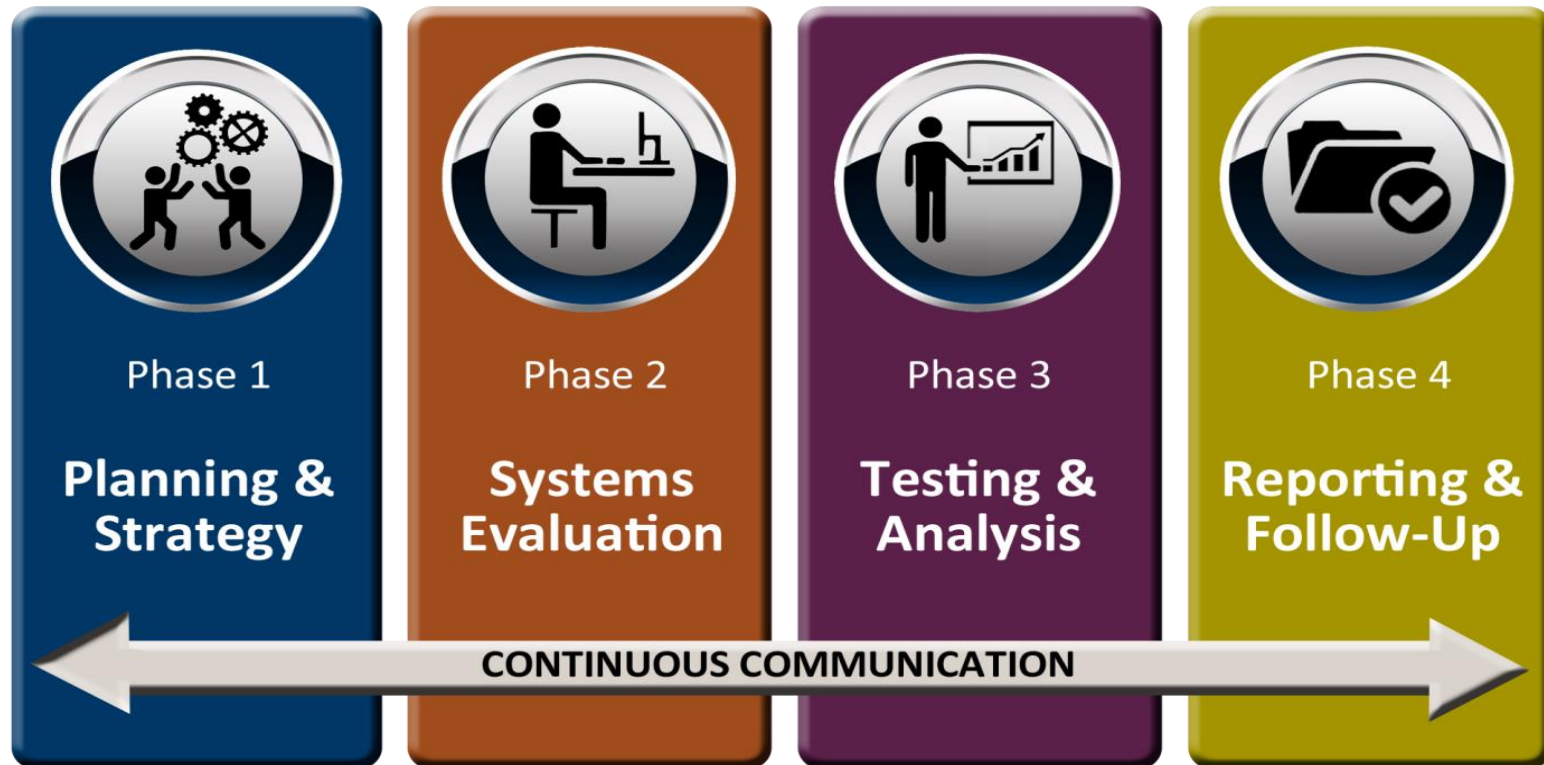 Phase 1
Planning &
Strategy
Phase 2
Systems
Evaluation
Phase 3
Testing &
Analysis
Phase 4
Reporting &
Follow-Up
CONTINUOUS COMMUNICATION